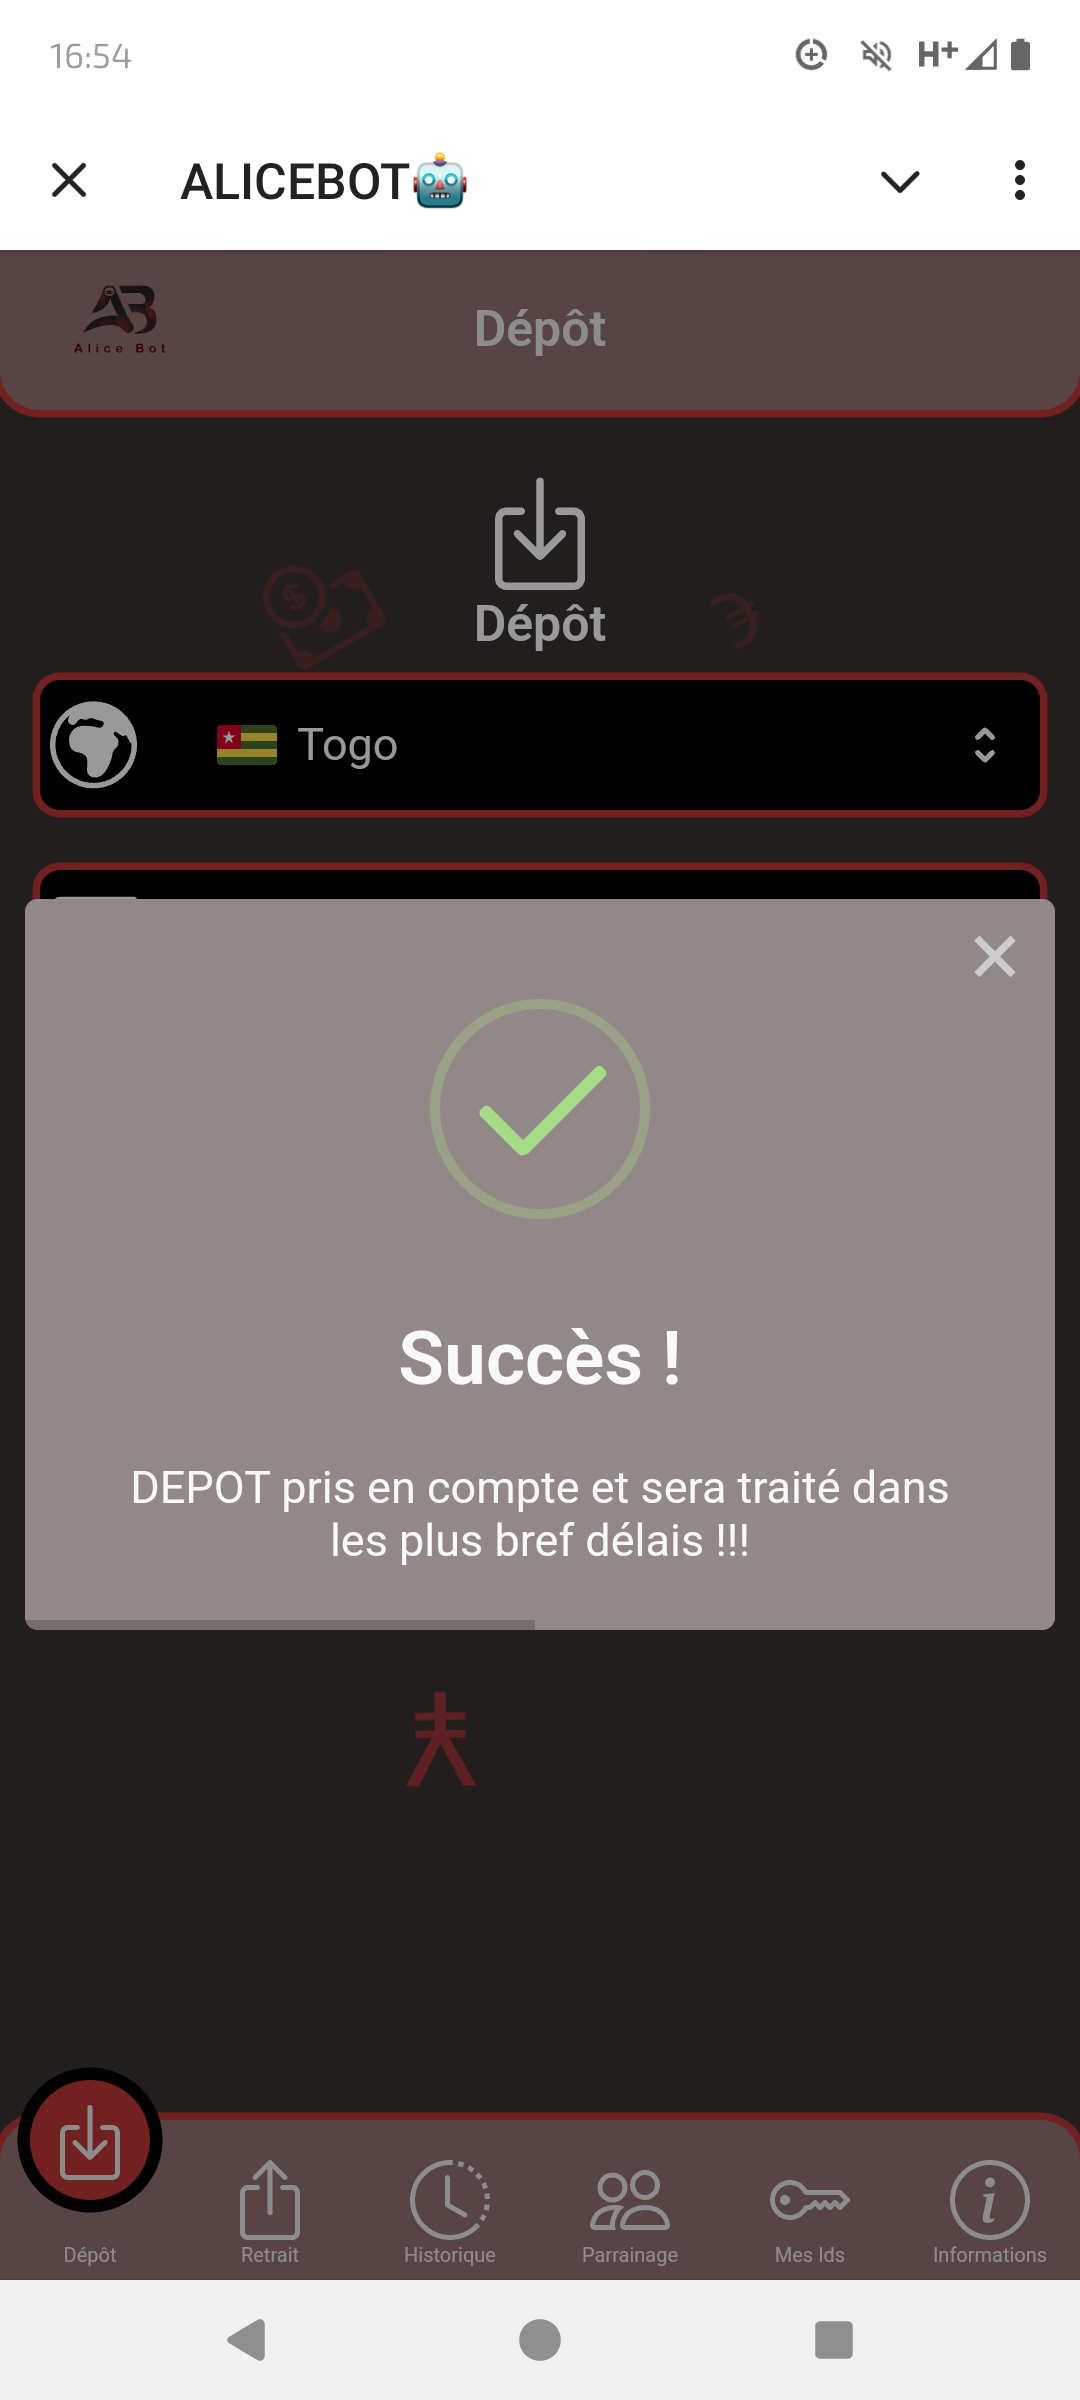 16:54
H+
ALICEBOT🤖
Alice Bot
Dépôt
Dépôt
Togo
Succès !
DEPOT pris en compte et sera traité dans
les plus bref délais !!!
Dépôt
Retrait
Historique
Parrainage
Mes Ids
Informations